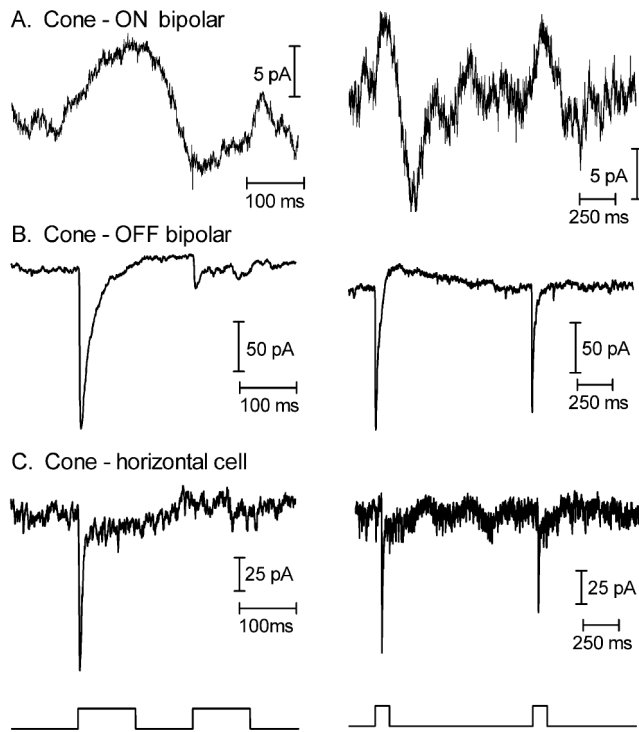 A. Cone - ON bipolar
5 pA
100 ms
5 pA
250 ms
B. Cone - OFF bipolar
50 pA
100 ms
50 pA
250 ms
C. Cone - horizontal cell
25 pA
100ms
25 pA
250 ms